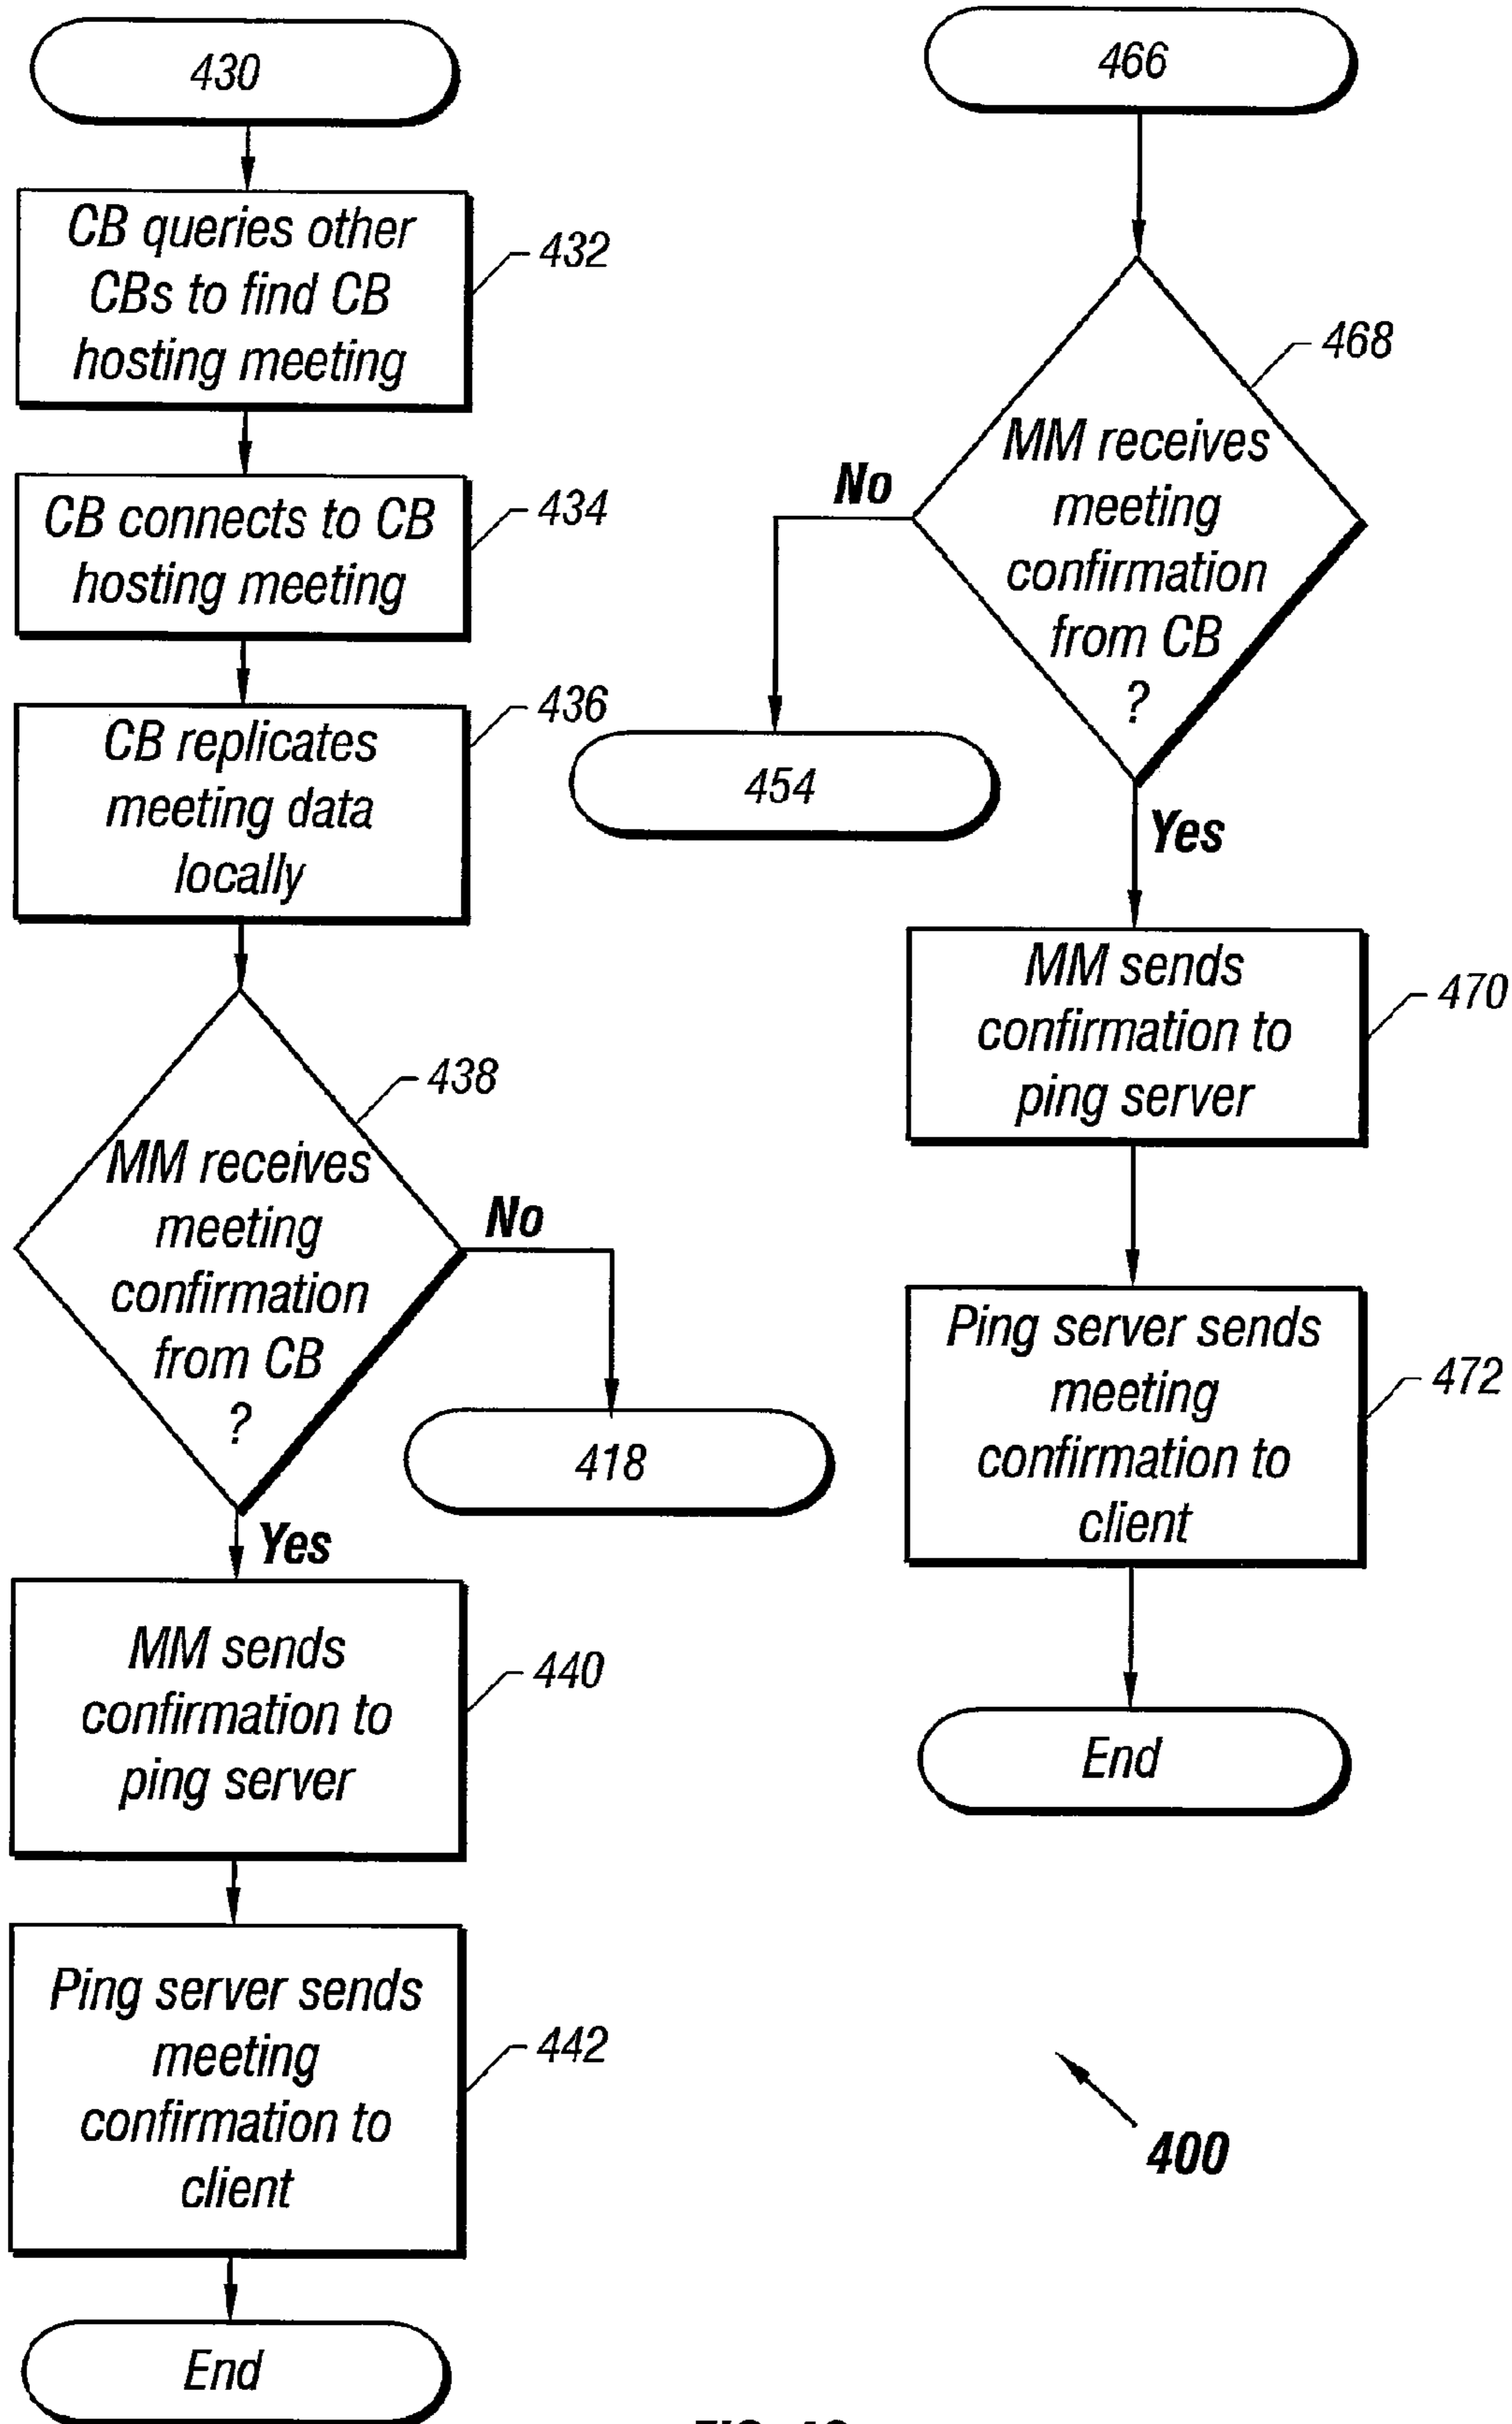 430
CB queries other
CBs to find CB
hosting meeting
432
CB connects to CB
hosting meeting
434
CB replicates
meeting data
locally
436
MM receives
meeting
confirmation
from CB
?
438
No
418
Yes
MM sends
confirmation to
ping server
440
Ping server sends
meeting
confirmation to
client
442
End
466
MM receives
meeting
confirmation
from CB
?
468
No
454
Yes
MM sends
confirmation to
ping server
470
Ping server sends
meeting
confirmation to
client
472
End
400